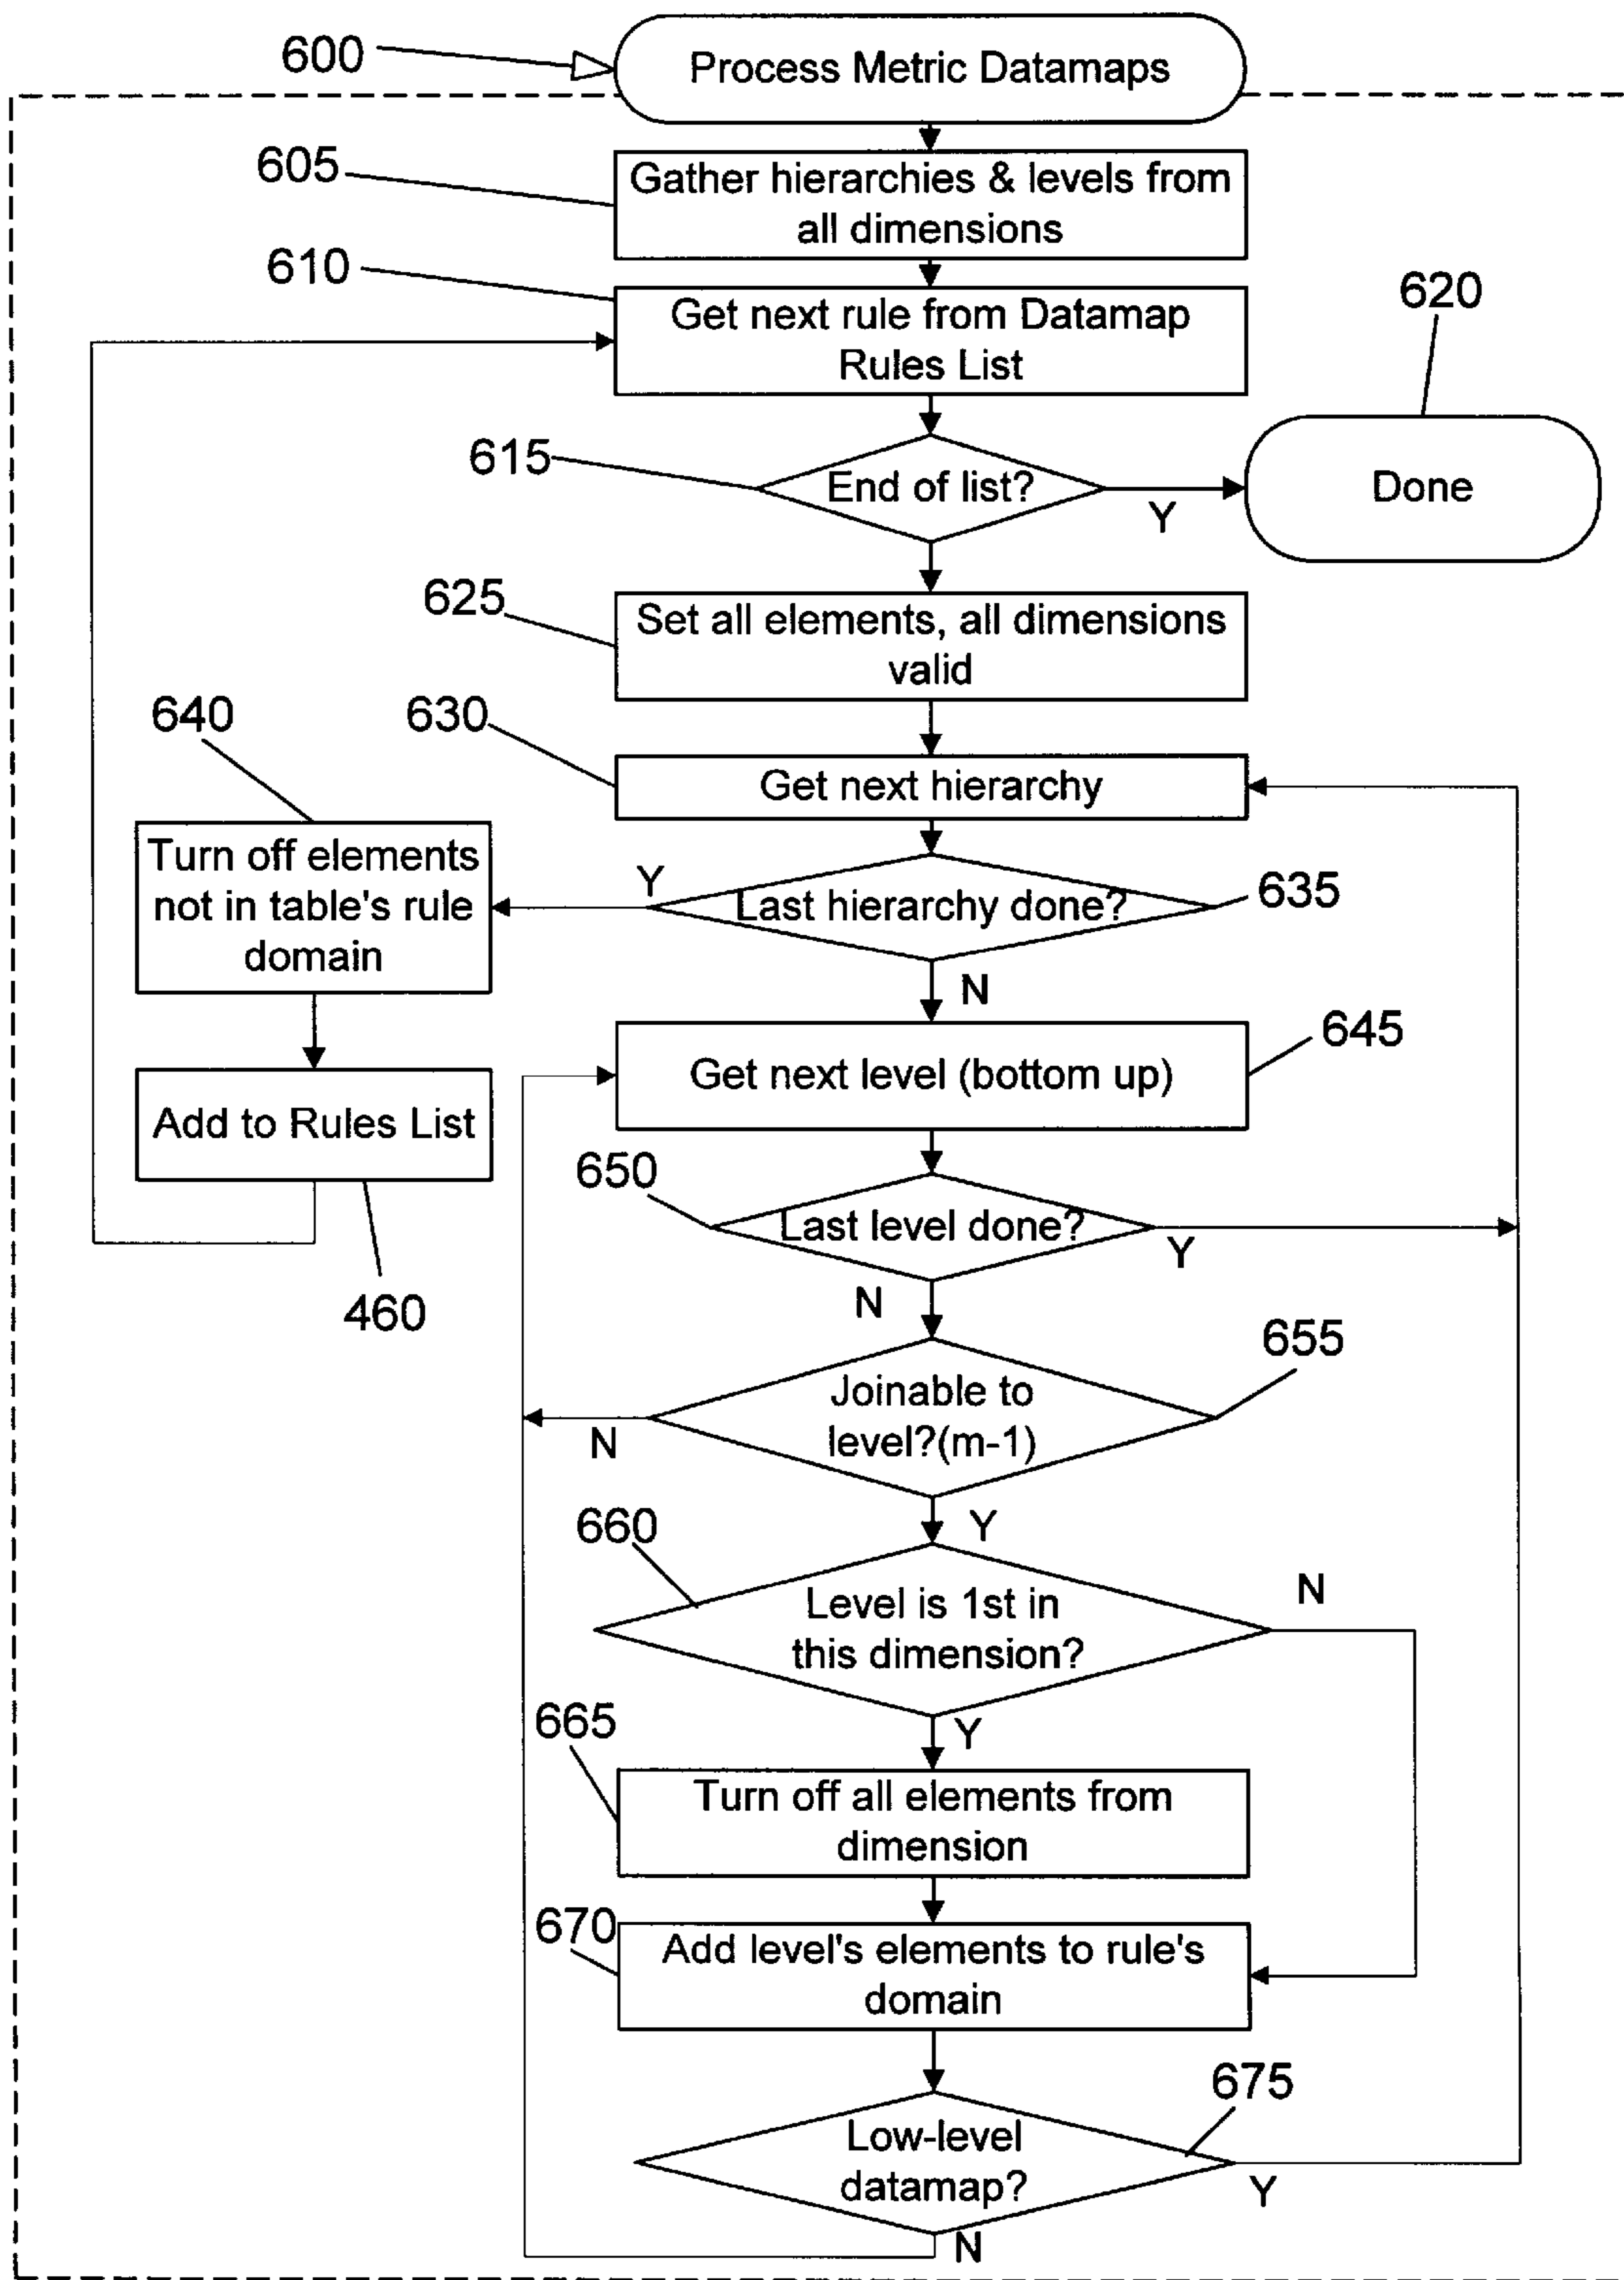 600
Process Metric Datamaps
605
Gather hierarchies & levels from
all dimensions
610
Get next rule from Datamap
Rules List
620
615
End of list?
Y
Done
625
Set all elements, all dimensions
valid
640
630
Get next hierarchy
Turn off elements
not in table's rule
domain
Y
Last hierarchy done?
635
N
645
Get next level (bottom up)
Add to Rules List
650
Last level done?
Y
460
N
655
Joinable to
level?(m-1)
N
Y
660
Level is 1st in
this dimension?
N
665
Y
Turn off all elements from
dimension
670
Add level's elements to rule's
domain
675
Low-level
datamap?
Y
N